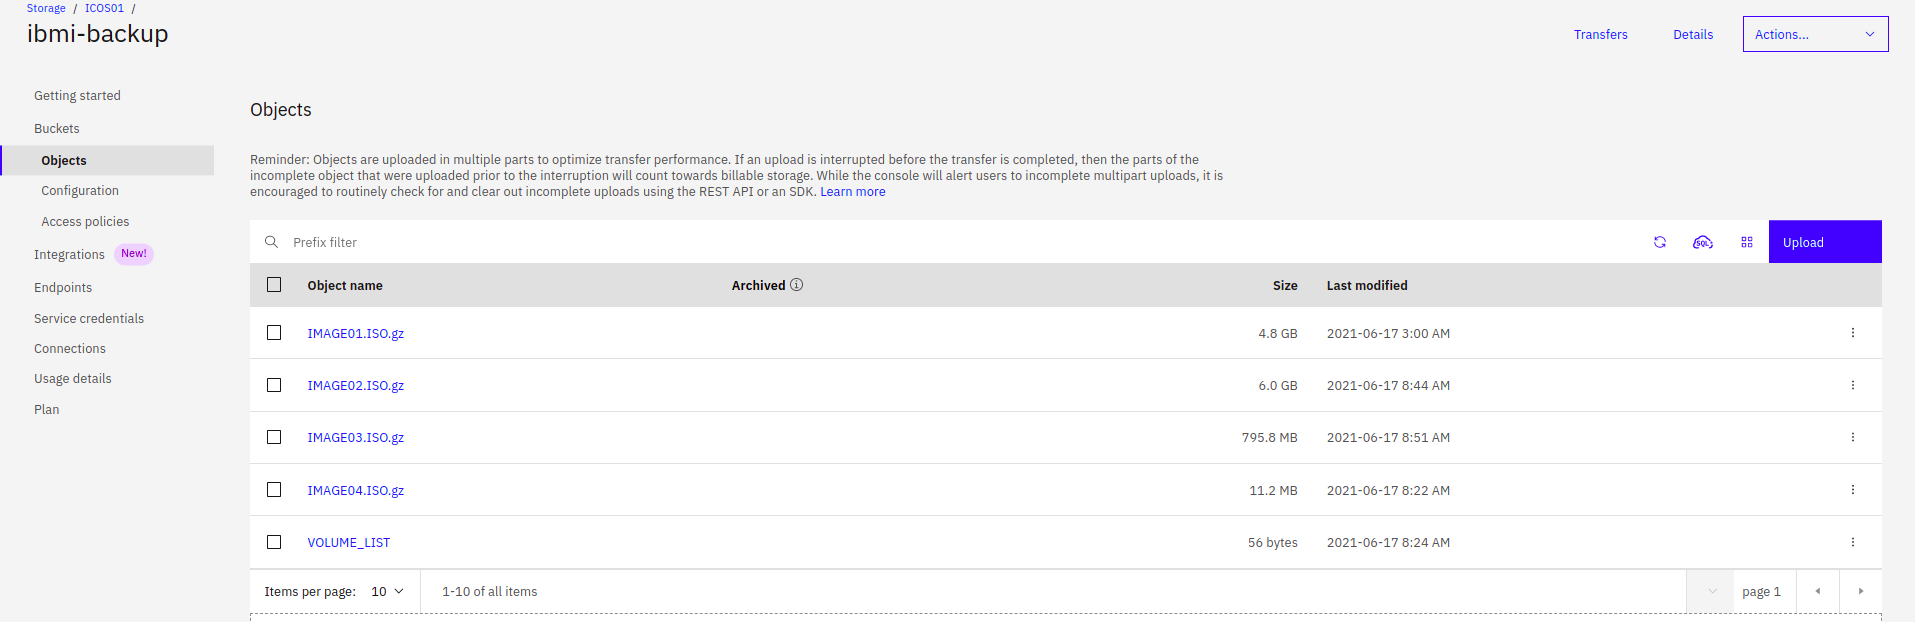 Storage / ICOS01 /
ibmi-backup
Transfers Details Actions...
Getting started
Buckets
Objects
Configuration
Access policies
Integrations New!
Endpoints
Service credentials
Connections
Usage details
Plan
Objects
Reminder: Objects are uploaded in multiple parts to optimize transfer performance. If an upload is interrupted before the transfer is completed, then the parts of the
incomplete object that were uploaded prior to the interruption will count towards billable storage. While the console will alert users to incomplete multipart uploads, it is
encouraged to routinely check for and clear out incomplete uploads using the REST API or an SDK. Learn more
Prefix filter SQL Upload
Object name Archived Size Last modified
IMAGE01.ISO.gz 4.8 GB 2021-06-17 3:00 AM
IMAGE02.ISO.gz 6.0 GB 2021-06-17 8:44 AM
IMAGE03.ISO.gz 795.8 MB 2021-06-17 8:51 AM
IMAGE04.ISO.gz 11.2 MB 2021-06-17 8:22 AM
VOLUME_LIST 56 bytes 2021-06-17 8:24 AM
Items per page: 10 1-10 of all items page 1